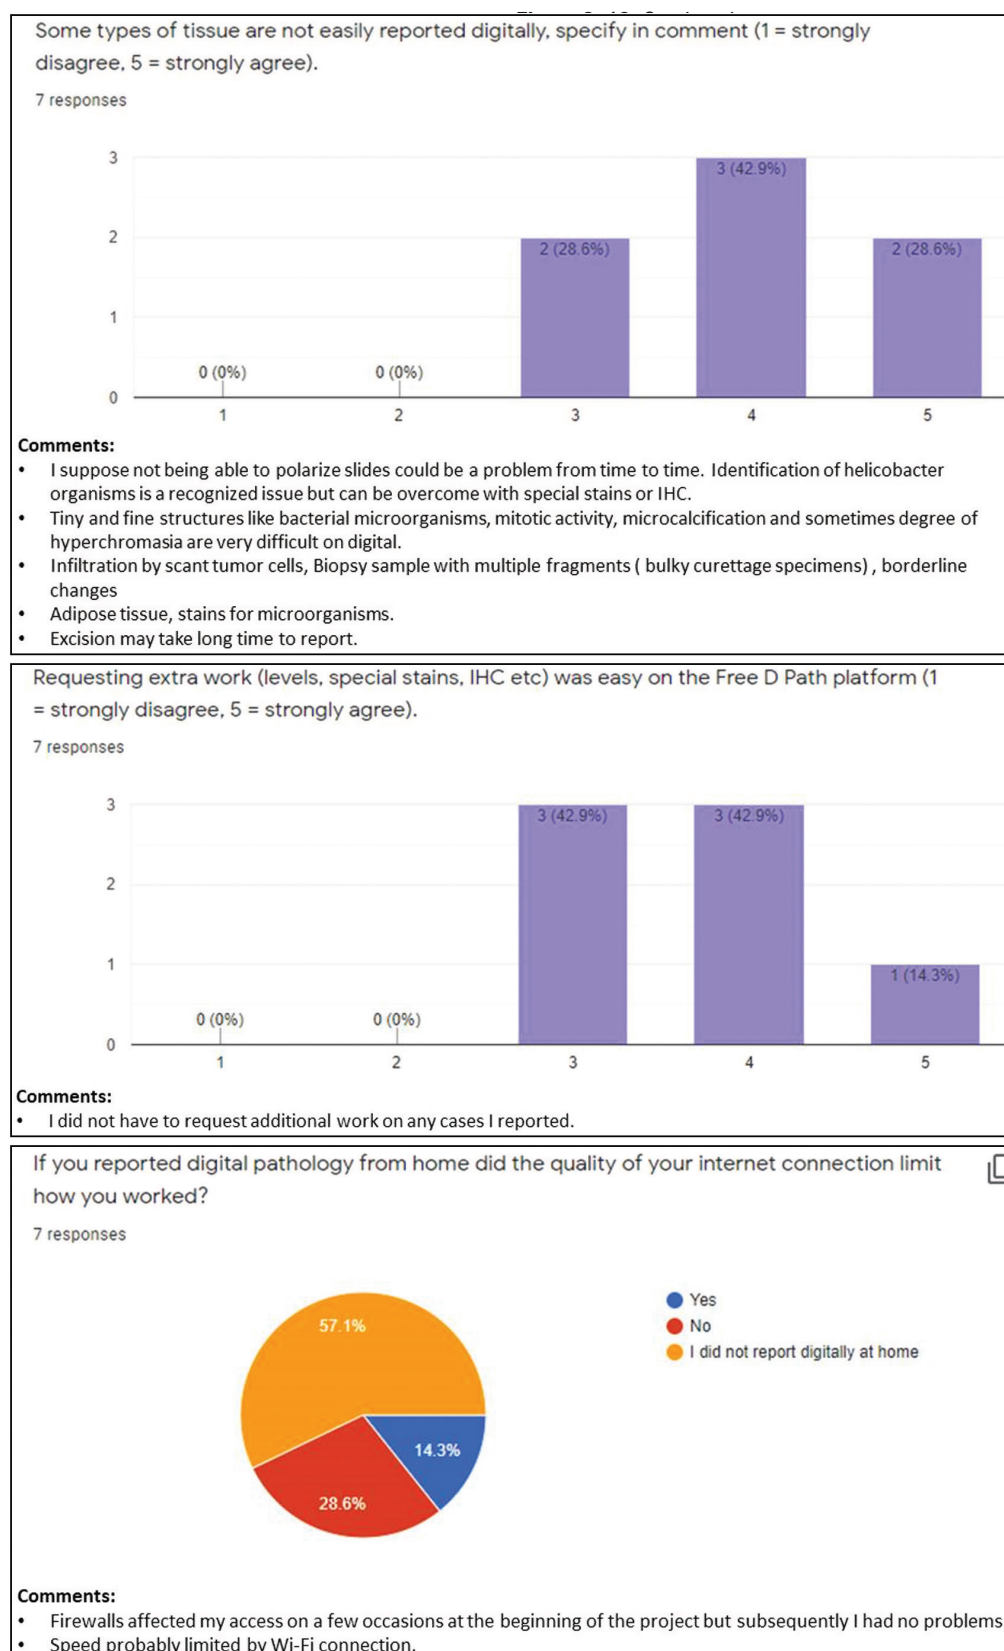 Some types of tissue are not easily reported digitally, specify in comment (1 = strongly
disagree, 5 = strongly agree).
7 responses
3
2
1
0
0 (0%)
0 (0%)
2 (28.6%)
3 (42.9%)
2 (28.6%)
1
2
3
4
5
Comments:
• I suppose not being able to polarize slides could be a problem from time to time. Identification of helicobacter
organisms is a recognized issue but can be overcome with special stains or IHC.
• Tiny and fine structures like bacterial microorganisms, mitotic activity, microcalcification and sometimes degree of
hyperchromasia are very difficult on digital.
• Infiltration by scant tumor cells, Biopsy sample with multiple fragments ( bulky curettage specimens) , borderline
changes
• Adipose tissue, stains for microorganisms.
• Excision may take long time to report.
Requesting extra work (levels, special stains, IHC etc) was easy on the Free D Path platform (1
= strongly disagree, 5 = strongly agree).
7 responses
3
2
1
0
0 (0%)
0 (0%)
3 (42.9%)
3 (42.9%)
1 (14.3%)
1
2
3
4
5
Comments:
• I did not have to request additional work on any cases I reported.
If you reported digital pathology from home did the quality of your internet connection limit
how you worked?
7 responses
57.1%
14.3%
28.6%
Yes
No
I did not report digitally at home
Comments:
• Firewalls affected my access on a few occasions at the beginning of the project but subsequently I had no problems
• Speed probably limited by Wi-Fi connection.